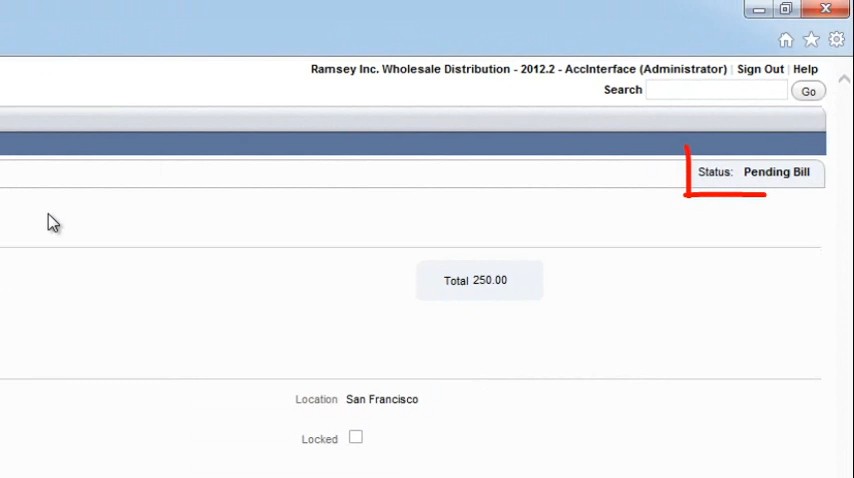 Ramsey Inc. Wholesale Distribution - 2012.2 - AccInterface (Administrator) | Sign Out | Help
Search Go
Status: Pending Bill
Total 250.00
Location San Francisco
Locked